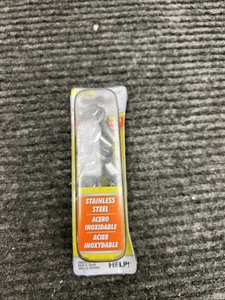 STAINLESS
STEEL
ACERO
INOXIDABLE
ACIER
INOXYDABLE
HELP!